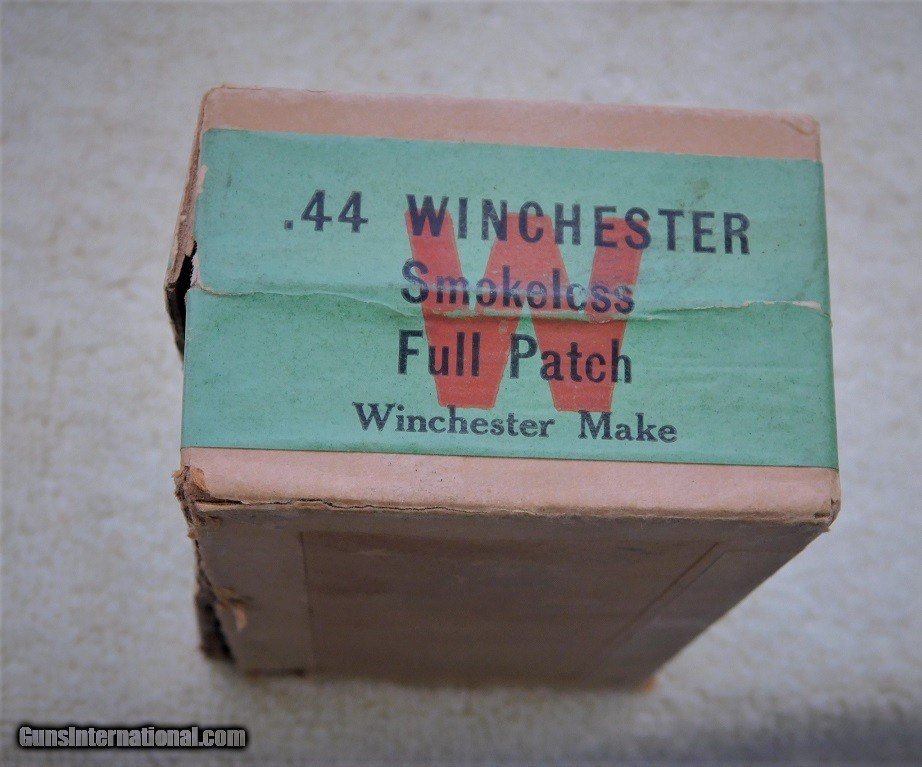 .44 WINCHESTER
Smokeless
Full Patch
Winchester Make
W
GunsInternational.com